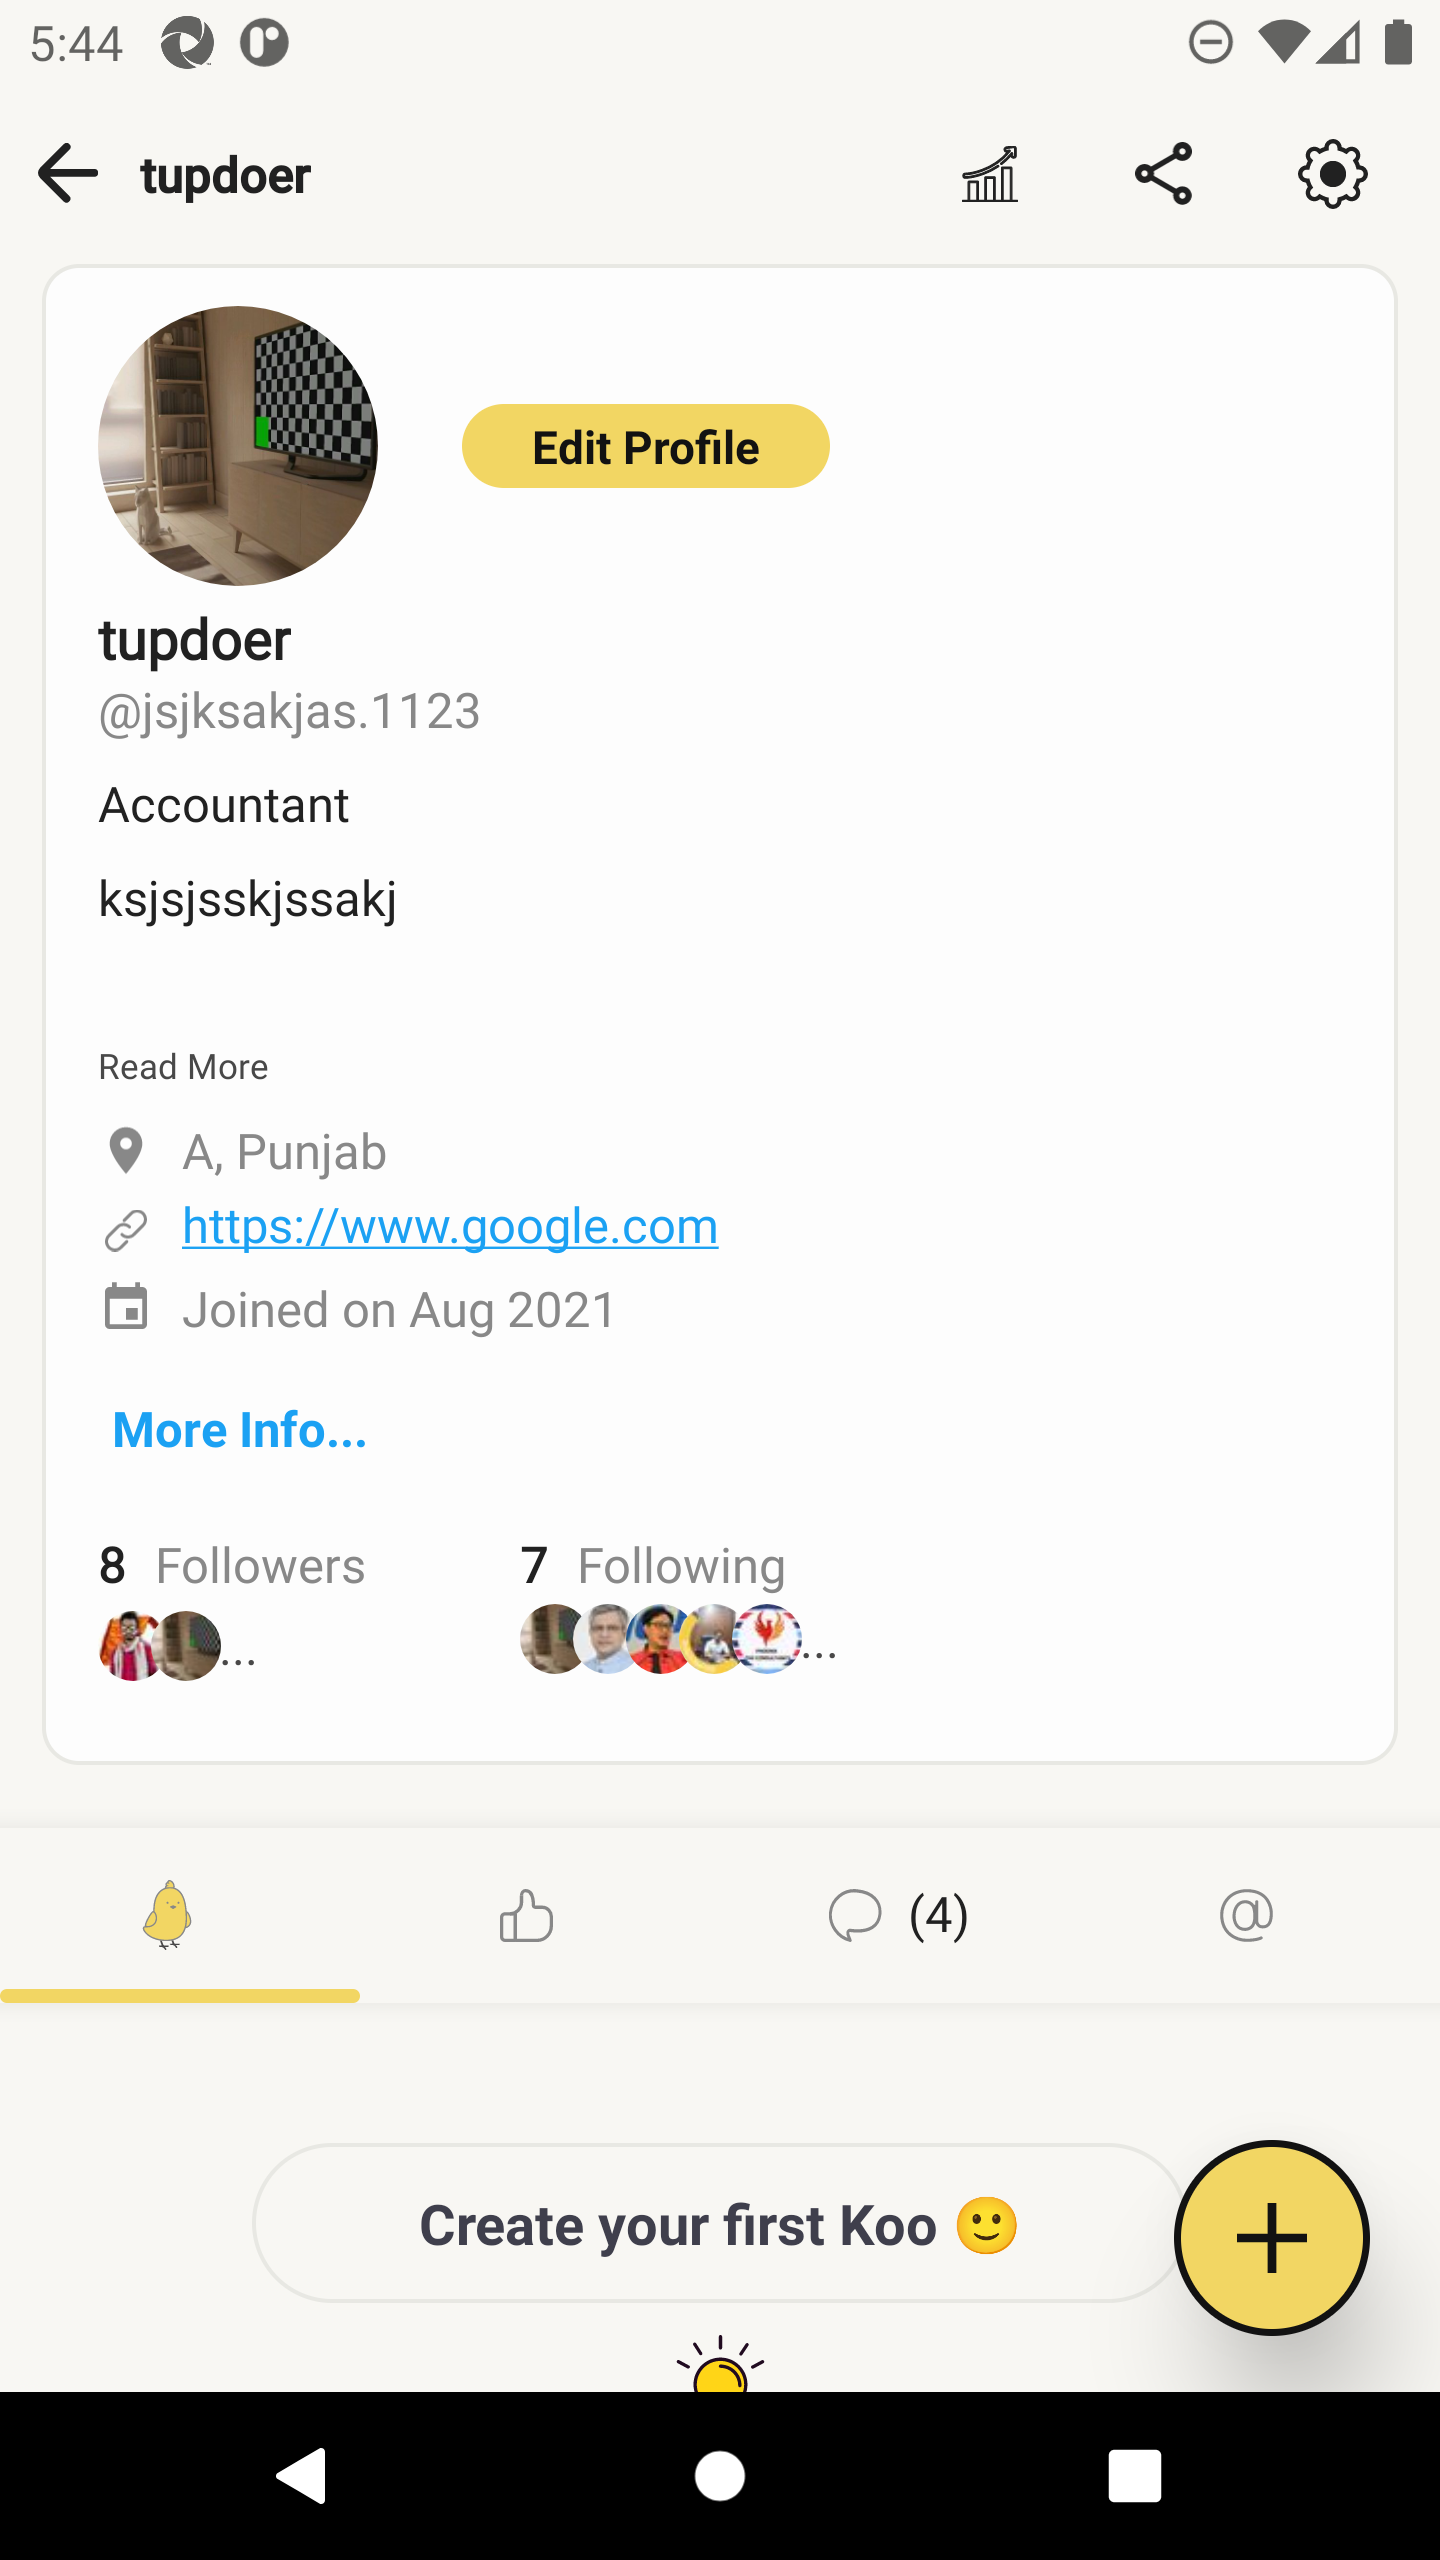 5:44
tupdoer
Edit Profile
tupdoer
@jsjksakjas.1123
Accountant
ksjsjsskjssakj
Read More
A, Punjab
https://www.google.com
Joined on Aug 2021
More Info...
8 Followers 7 Following
... ...
(4) @
Create your first Koo 🙂